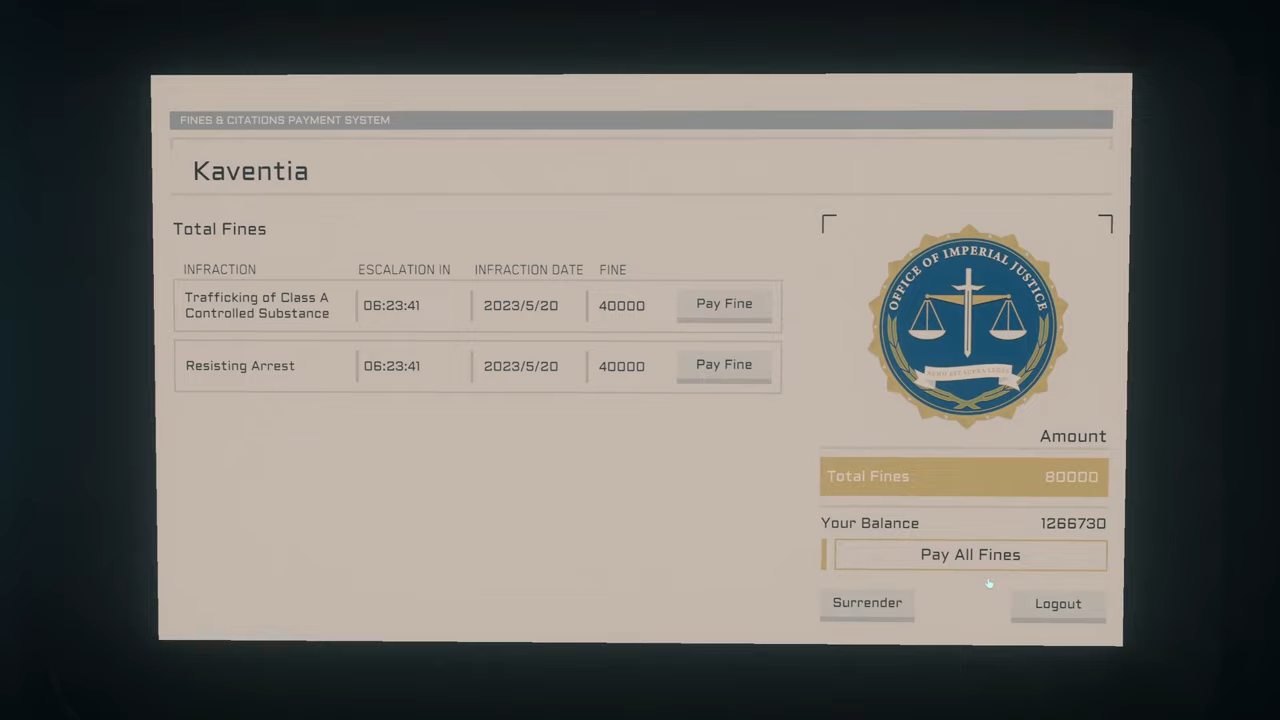 FINES & CITATIONS PAYMENT SYSTEM
Kaventia
Total Fines
INFRACTION ESCALATION IN INFRACTION DATE FINE
Trafficking of Class A
Controlled Substance
06:23:41 2023/5/20 40000 Pay Fine
Resisting Arrest 06:23:41 2023/5/20 40000 Pay Fine
OFFICE OF IMPERIAL JUSTICE
Amount
Total Fines 80000
Your Balance 1266730
Pay All Fines
Surrender Logout